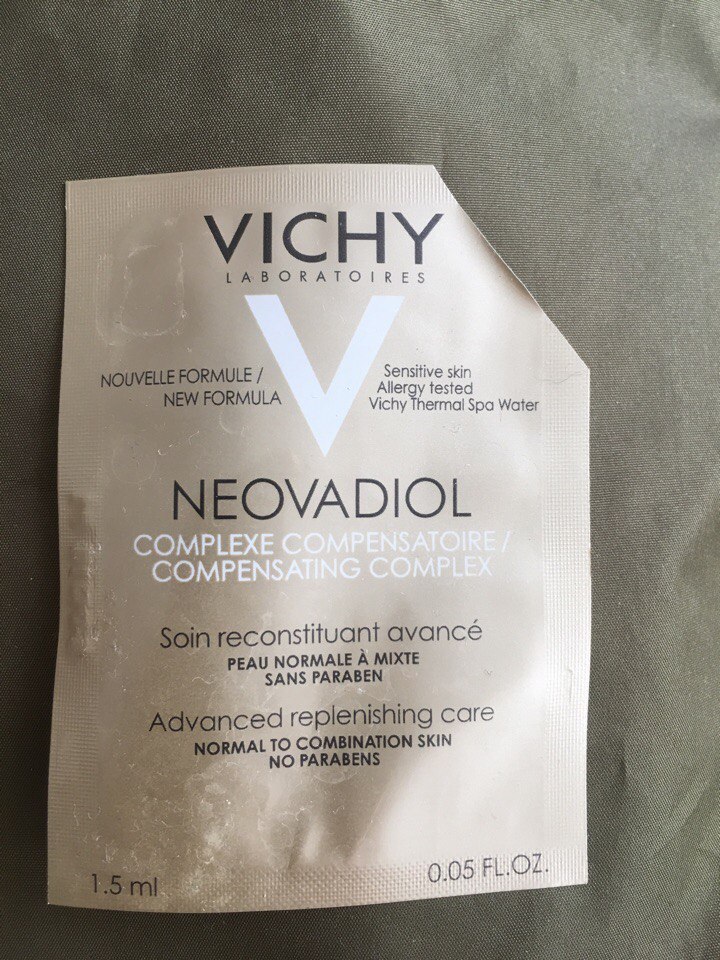 VICHY
LABORATOIRES
V
NOUVELLE FORMULE /
NEW FORMULA
Sensitive skin
Allergy tested
Vichy Thermal Spa Water
NEOVADIOL
COMPLEXE COMPENSATOIRE /
COMPENSATING COMPLEX
Soin reconstituant avancé
PEAU NORMALE À MIXTE
SANS PARABEN
Advanced replenishing care
NORMAL TO COMBINATION SKIN
NO PARABENS
1.5 ml
0.05 FL.OZ.